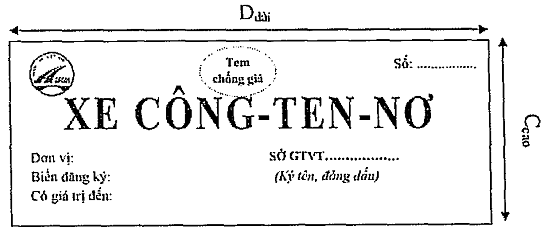 D dài
Tem
chống giả
Số: ................
XE CÔNG-TEN-NƠ
C cao
Đơn vị:
Biển đăng ký:
Có giá trị đến:
SỞ GTVT..................
(Ký tên, đóng dấu)